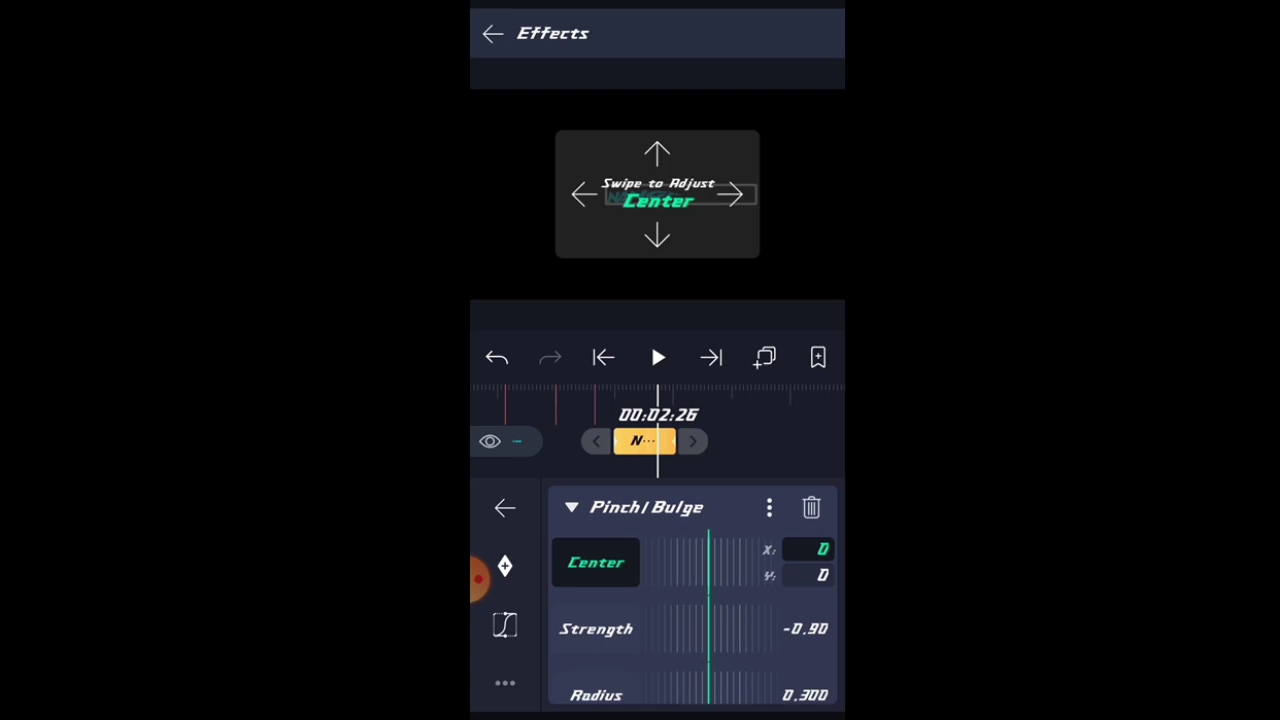 Effects
Swipe to Adjust
Center
00:02:26
N...
Pinch/Bulge
Center
X: 0
Y: 0
Strength
-0.90
Radius
0.300